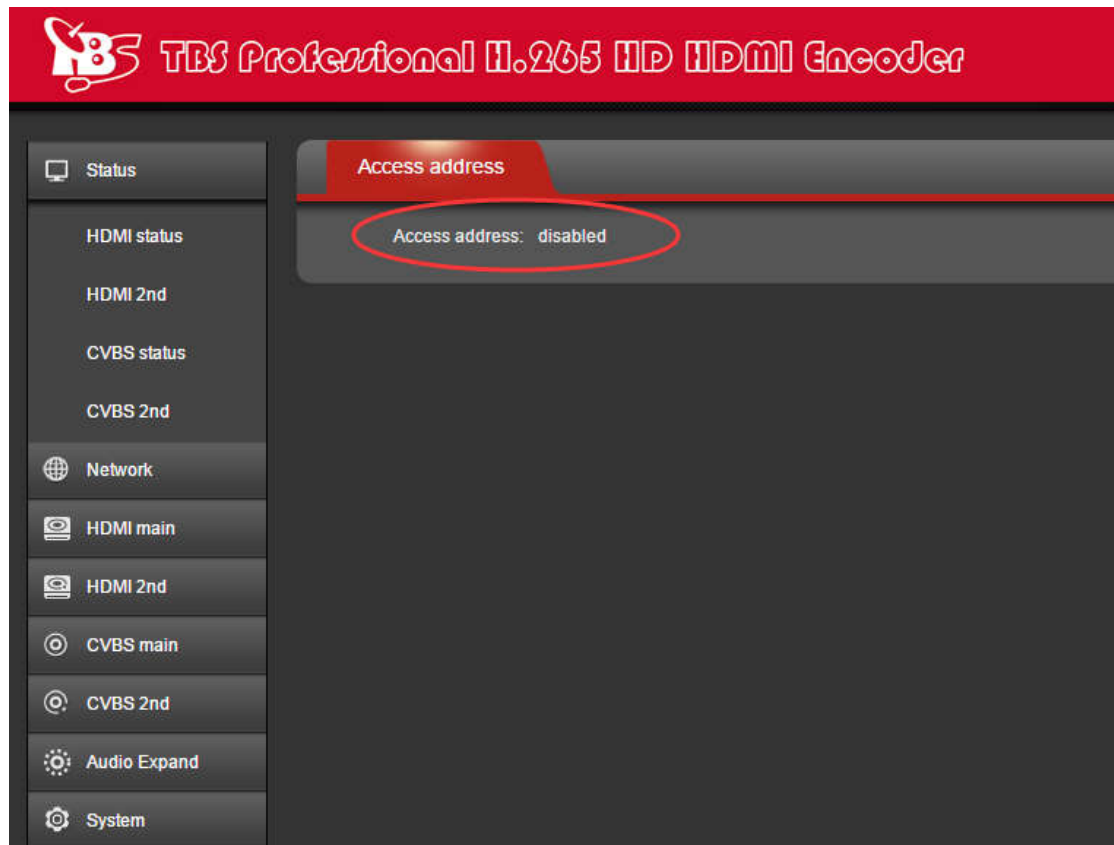 TBS TBS Professional H.265 HD HDMI Encoder
Status
Access address
HDMI status
Access address: disabled
HDMI 2nd
CVBS status
CVBS 2nd
Network
HDMI main
HDMI 2nd
CVBS main
CVBS 2nd
Audio Expand
System